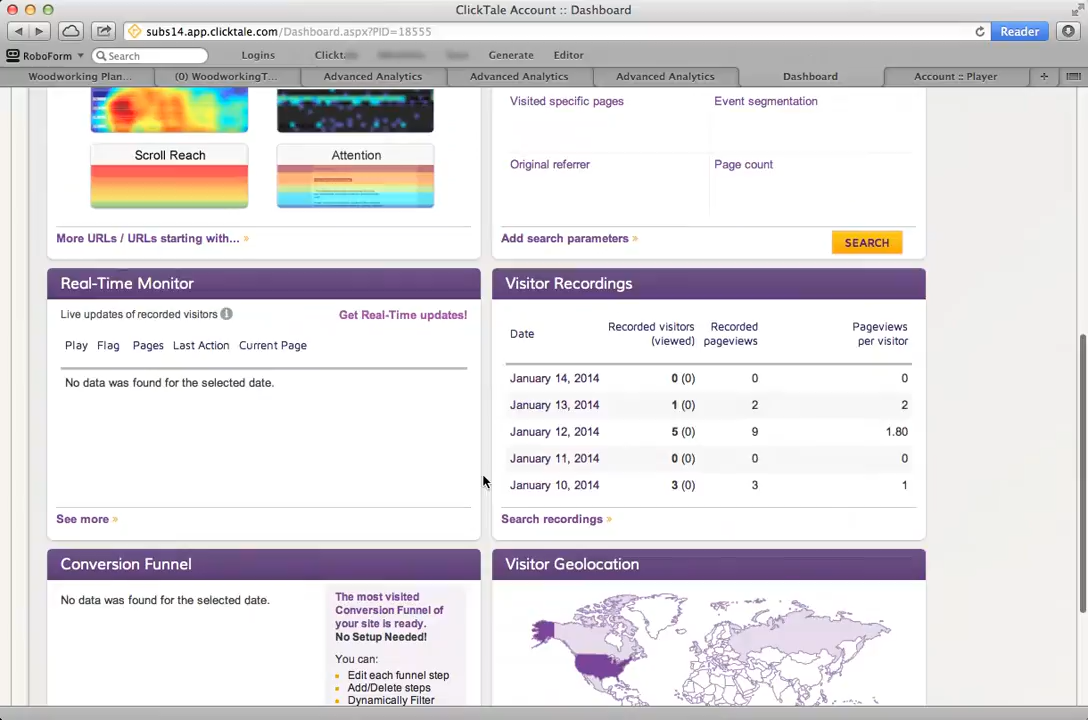 ClickTale Account :: Dashboard
subs14.app.clicktale.com/Dashboard.aspx?PID=18555
Reader
RoboForm
Search
Logins
Generate
Editor
Woodworking Plan...
(0) WoodworkingT...
Advanced Analytics
Advanced Analytics
Advanced Analytics
Dashboard
Account :: Player
Visited specific pages
Event segmentation
Scroll Reach
Attention
Original referrer
Page count
More URLs / URLs starting with... »
Add search parameters »
SEARCH
Real-Time Monitor
Live updates of recorded visitors
Get Real-Time updates!
Play Flag Pages Last Action Current Page
No data was found for the selected date.
See more »
Visitor Recordings
Date
Recorded visitors
(viewed)
Recorded
pageviews
Pageviews
per visitor
January 14, 2014 0 (0) 0 0
January 13, 2014 1 (0) 2 2
January 12, 2014 5 (0) 9 1.80
January 11, 2014 0 (0) 0 0
January 10, 2014 3 (0) 3 1
Search recordings »
Conversion Funnel
No data was found for the selected date.
The most visited
Conversion Funnel of
your site is ready.
No Setup Needed!
You can:
Edit each funnel step
Add/Delete steps
Dynamically Filter
Visitor Geolocation